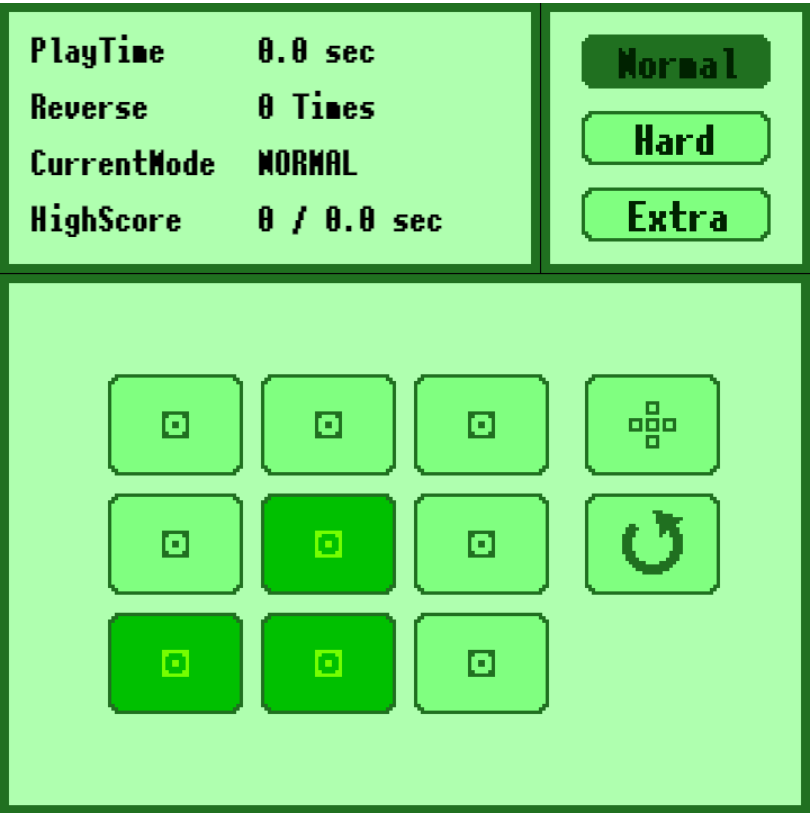 PlayTime 0.0 sec
Reverse 0 Times
CurrentMode NORMAL
HighScore 0 / 0.0 sec
Normal
Hard
Extra